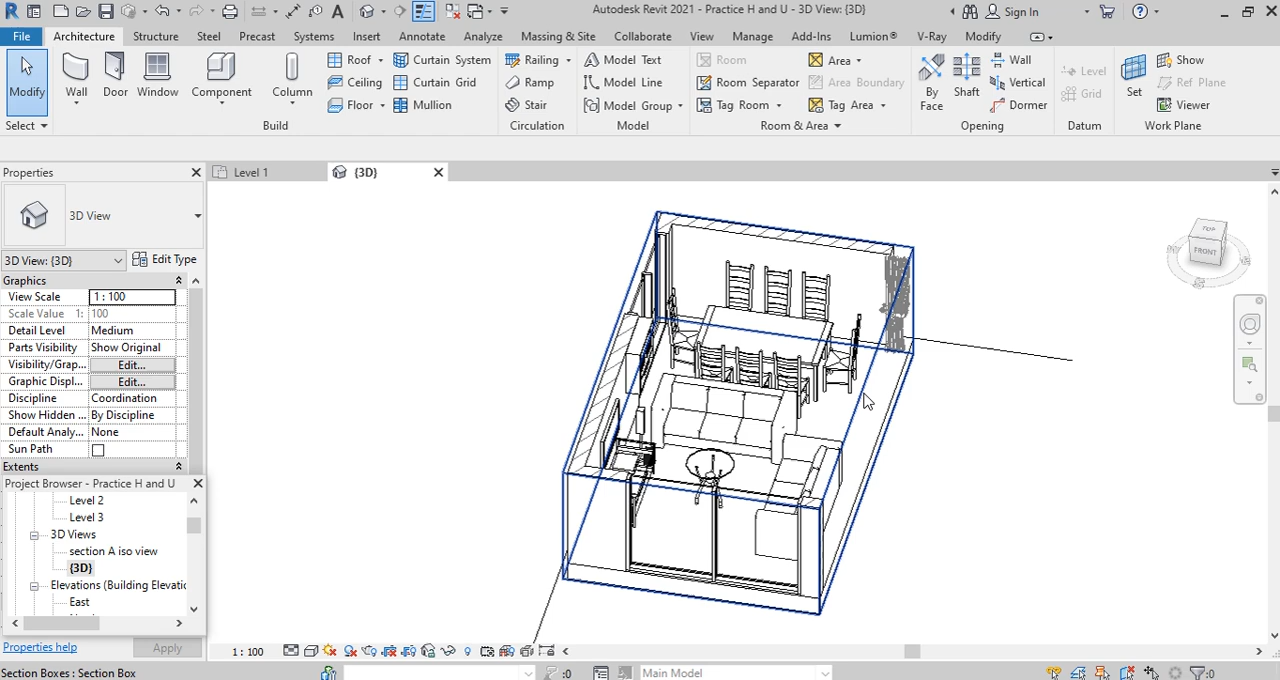 Autodesk Revit 2021 - Practice H and U - 3D View: {3D}
Sign In
File
Architecture
Structure
Steel
Precast
Systems
Insert
Annotate
Analyze
Massing & Site
Collaborate
View
Manage
Add-Ins
Lumion®
V-Ray
Modify
Modify
Wall
Door
Window
Component
Column
Roof
Ceiling
Floor
Curtain System
Curtain Grid
Mullion
Railing
Ramp
Stair
Model Text
Model Line
Model Group
Room
Room Separator
Tag Room
Area
Area Boundary
Tag Area
By Face
Shaft
Wall
Vertical
Dormer
Level
Grid
Set
Show
Ref Plane
Viewer
Select
Build
Circulation
Model
Room & Area
Opening
Datum
Work Plane
Properties
Level 1
{3D}
3D View
3D View: {3D}
Edit Type
Graphics
View Scale 1 : 100
Scale Value 1: 100
Detail Level Medium
Parts Visibility Show Original
Visibility/Grap... Edit...
Graphic Displ... Edit...
Discipline Coordination
Show Hidden ... By Discipline
Default Analy... None
Sun Path
Extents
Project Browser - Practice H and U
Level 2
Level 3
3D Views
section A iso view
{3D}
Elevations (Building Elevatic
East
Properties help
Apply
TOP
FRONT
1 : 100
Section Boxes : Section Box
:0
Main Model
:0